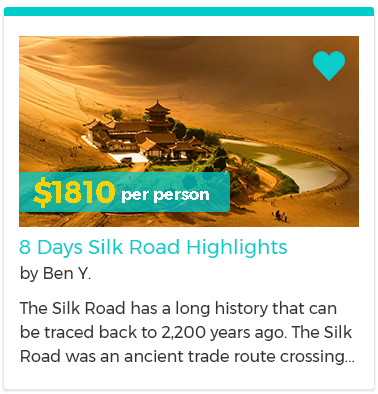 $1810 per person
8 Days Silk Road Highlights
by Ben Y.
The Silk Road has a long history that can
be traced back to 2,200 years ago. The Silk
Road was an ancient trade route crossing...